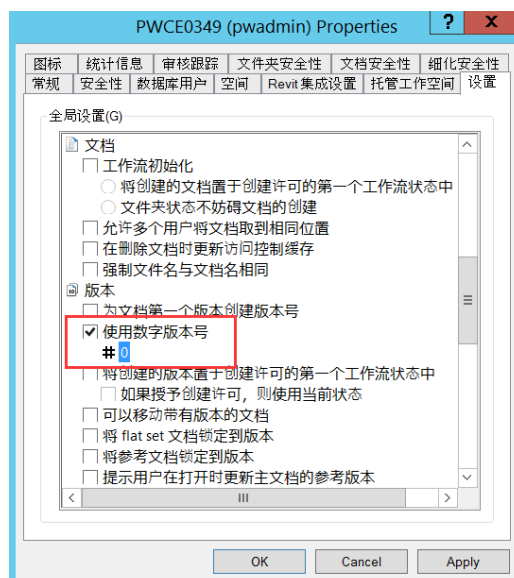 PWCE0349 (pwadmin) Properties
? X
图标 统计信息 审核跟踪 文件夹安全性 文档安全性 细化安全性
常规 安全性 数据库用户 空间 Revit 集成设置 托管工作空间 设置
全局设置(G)
文档
工作流初始化
将创建的文档置于创建许可的第一个工作流状态中
文件夹状态不妨碍文档的创建
允许多个用户将文档取到相同位置
在删除文档时更新访问控制缓存
强制文件名与文档名相同
版本
为文档第一个版本创建版本号
使用数字版本号
# 0
将创建的版本置于创建许可的第一个工作流状态中
如果授予创建许可，则使用当前状态
可以移动带有版本的文档
将 flat set 文档锁定到版本
将参考文档锁定到版本
提示用户在打开时更新主文档的参考版本
OK Cancel Apply